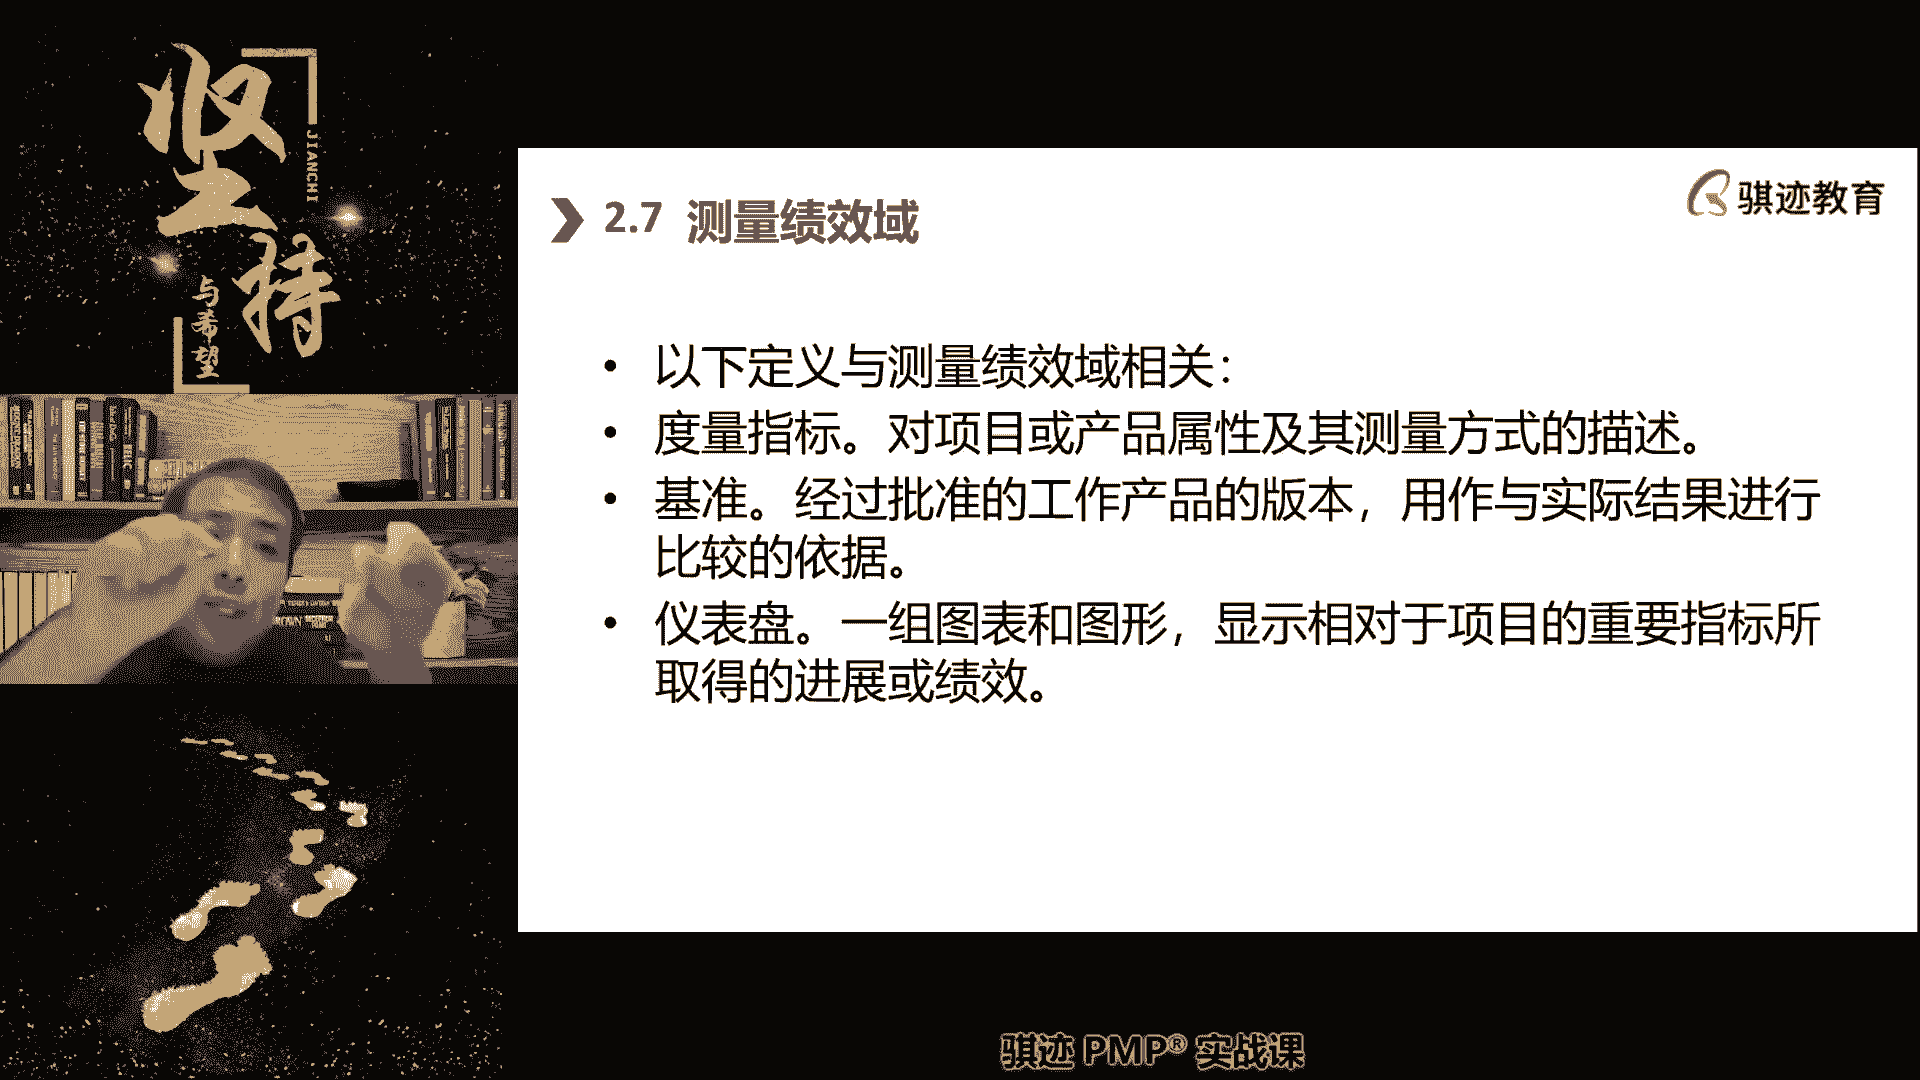 坚持
JIANCHI
与希望
2.7 测量绩效域
骐迹教育
• 以下定义与测量绩效域相关：
• 度量指标。对项目或产品属性及其测量方式的描述。
• 基准。经过批准的工作产品的版本，用作与实际结果进行
比较的依据。
• 仪表盘。一组图表和图形，显示相对于项目的重要指标所
取得的进展或绩效。
骐迹 PMP® 实战课